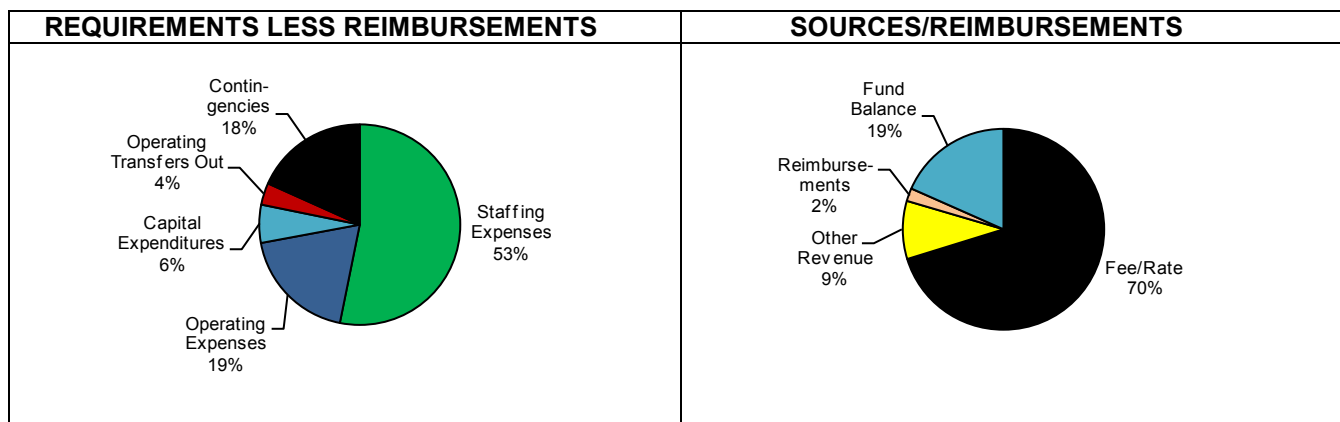 REQUIREMENTS LESS REIMBURSEMENTS
Contin-
gencies
18%
Operating
Transfers Out
4%
Capital
Expenditures
6%
Operating
Expenses
19%
Staffing
Expenses
53%
SOURCES/REIMBURSEMENTS
Fund
Balance
19%
Reimburse-
ments
2%
Other
Revenue
9%
Fee/Rate
70%